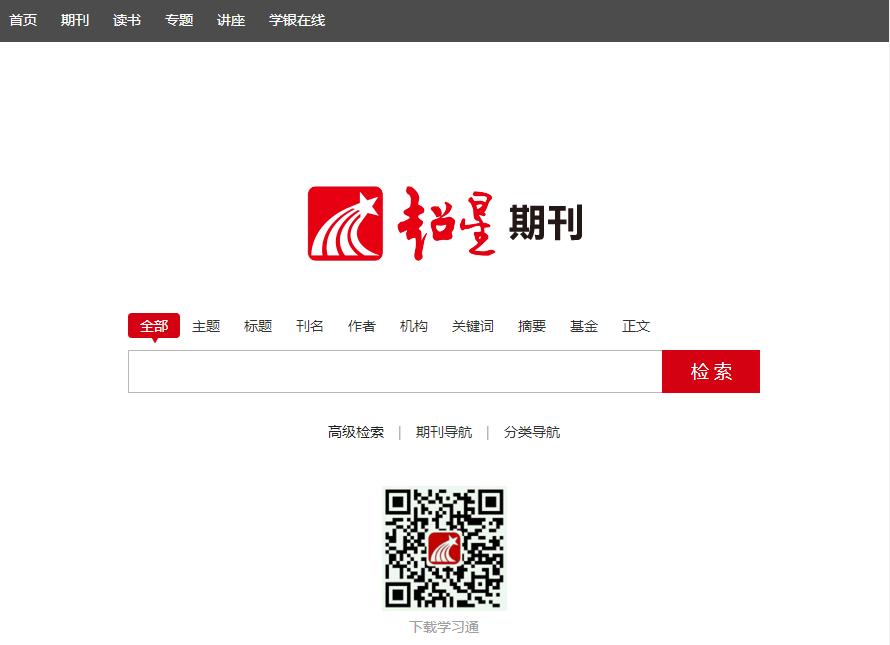 首页 期刊 读书 专题 讲座 学银在线
超星 期刊
全部 主题 标题 刊名 作者 机构 关键词 摘要 基金 正文
检 索
高级检索 | 期刊导航 | 分类导航
下载学习通